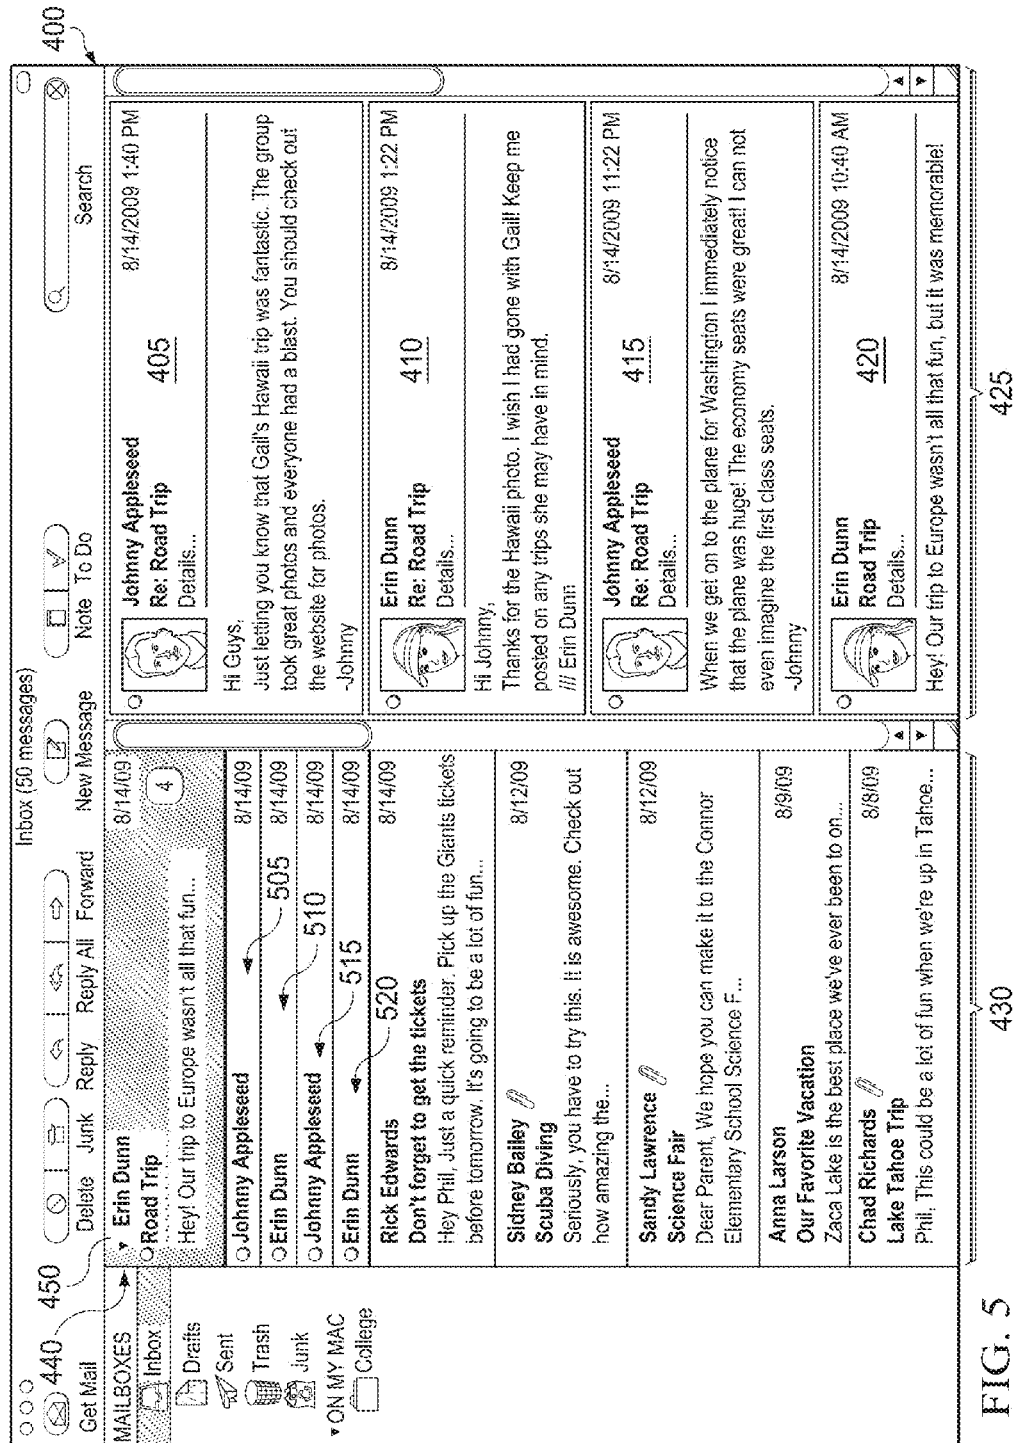 Inbox (50 messages)
400
440
450
Get Mail
Delete Junk Reply Reply All Forward New Message Note To Do Search
MAILBOXES
Inbox
Drafts
Sent
Trash
Junk
ON MY MAC
College
Erin Dunn 8/14/09
Road Trip 4
Hey! Our trip to Europe wasn't all that fun...
Johnny Appleseed 8/14/09
505
Erin Dunn 8/14/09
510
Johnny Appleseed 8/14/09
515
Erin Dunn 8/14/09
520
Rick Edwards 8/14/09
Don't forget to get the tickets
Hey Phil, Just a quick reminder. Pick up the Giants tickets
before tomorrow. It's going to be a lot of fun...
Sidney Bailey 8/12/09
Scuba Diving
Seriously, you have to try this. It is awesome. Check out
how amazing the...
Sandy Lawrence 8/12/09
Science Fair
Dear Parent, We hope you can make it to the Connor
Elementary School Science F...
Anna Larson 8/9/09
Our Favorite Vacation
Zaca Lake is the best place we've ever been to on...
Chad Richards 8/8/09
Lake Tahoe Trip
Phil, This could be a lot of fun when we're up in Tahoe...
430
Johnny Appleseed 8/14/2009 1:40 PM
Re: Road Trip 405
Details...
Hi Guys,
Just letting you know that Gail's Hawaii trip was fantastic. The group
took great photos and everyone had a blast. You should check out
the website for photos.
-Johnny
Erin Dunn 8/14/2009 1:22 PM
Re: Road Trip 410
Details...
Hi Johnny,
Thanks for the Hawaii photo. I wish I had gone with Gail! Keep me
posted on any trips she may have in mind.
/// Erin Dunn
Johnny Appleseed 8/14/2009 11:22 PM
Re: Road Trip 415
Details...
When we get on to the plane for Washington I immediately notice
that the plane was huge! The economy seats were great! I can not
even imagine the first class seats.
-Johnny
Erin Dunn 8/14/2009 10:40 AM
Road Trip 420
Details...
Hey! Our trip to Europe wasn't all that fun, but it was memorable!
425
FIG. 5